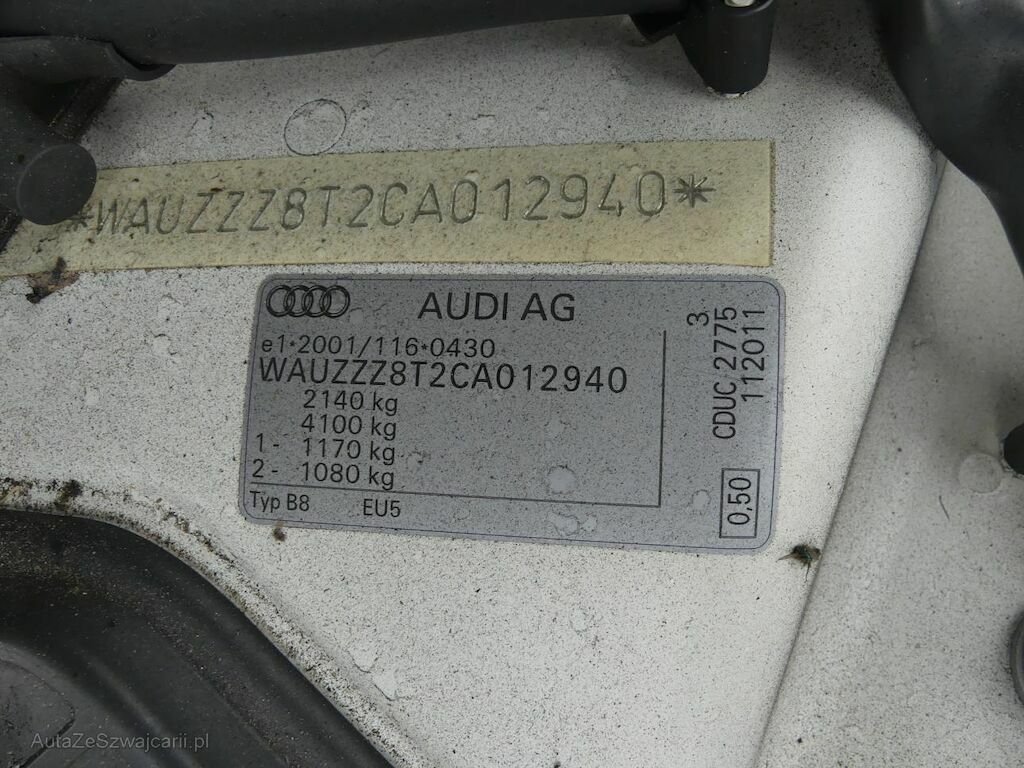 *WAUZZZ8T2CA012940*
AUDI AG
e1*2001/116*0430
WAUZZZ8T2CA012940
2140 kg
4100 kg
1- 1170 kg
2- 1080 kg
Typ B8 EU5
3.
CDUC 2775
112011
0,50
AutaZeSzwajcarii.pl